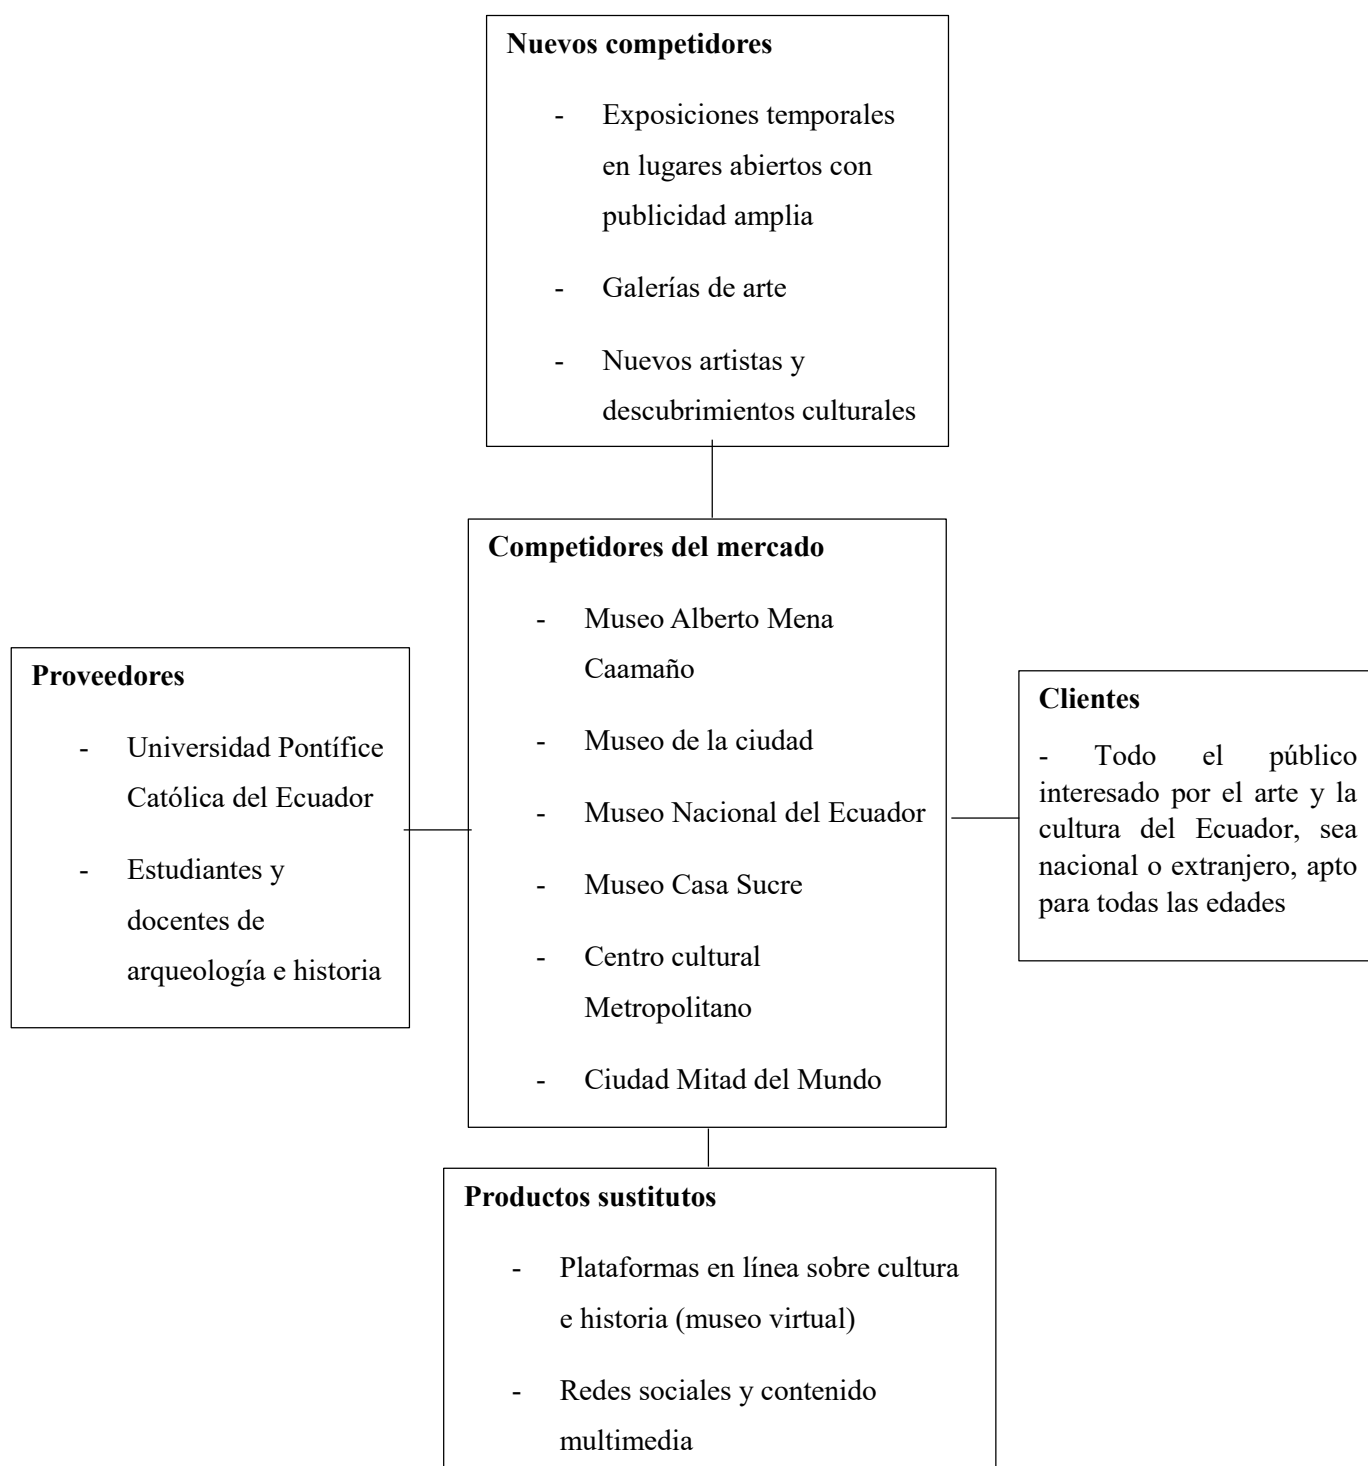 Nuevos competidores
- Exposiciones temporales
en lugares abiertos con
publicidad amplia
- Galerías de arte
- Nuevos artistas y
descubrimientos culturales
Competidores del mercado
- Museo Alberto Mena
Caamaño
- Museo de la ciudad
- Museo Nacional del Ecuador
- Museo Casa Sucre
- Centro cultural
Metropolitano
- Ciudad Mitad del Mundo
Proveedores
- Universidad Pontífice
Católica del Ecuador
- Estudiantes y
docentes de
arqueología e historia
Clientes
- Todo el público
interesado por el arte y la
cultura del Ecuador, sea
nacional o extranjero, apto
para todas las edades
Productos sustitutos
- Plataformas en línea sobre cultura
e historia (museo virtual)
- Redes sociales y contenido
multimedia